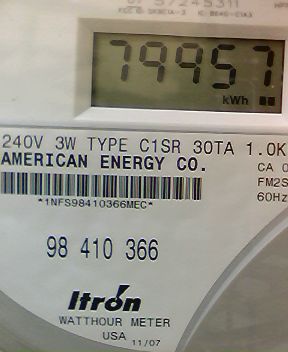 79957
kWh
240V 3W TYPE C1SR 30TA 1.0K
AMERICAN ENERGY CO.
CA
FM2S
60Hz
*1NFS98410366MEC*
98 410 366
Itron
WATTHOUR METER
USA 11/07